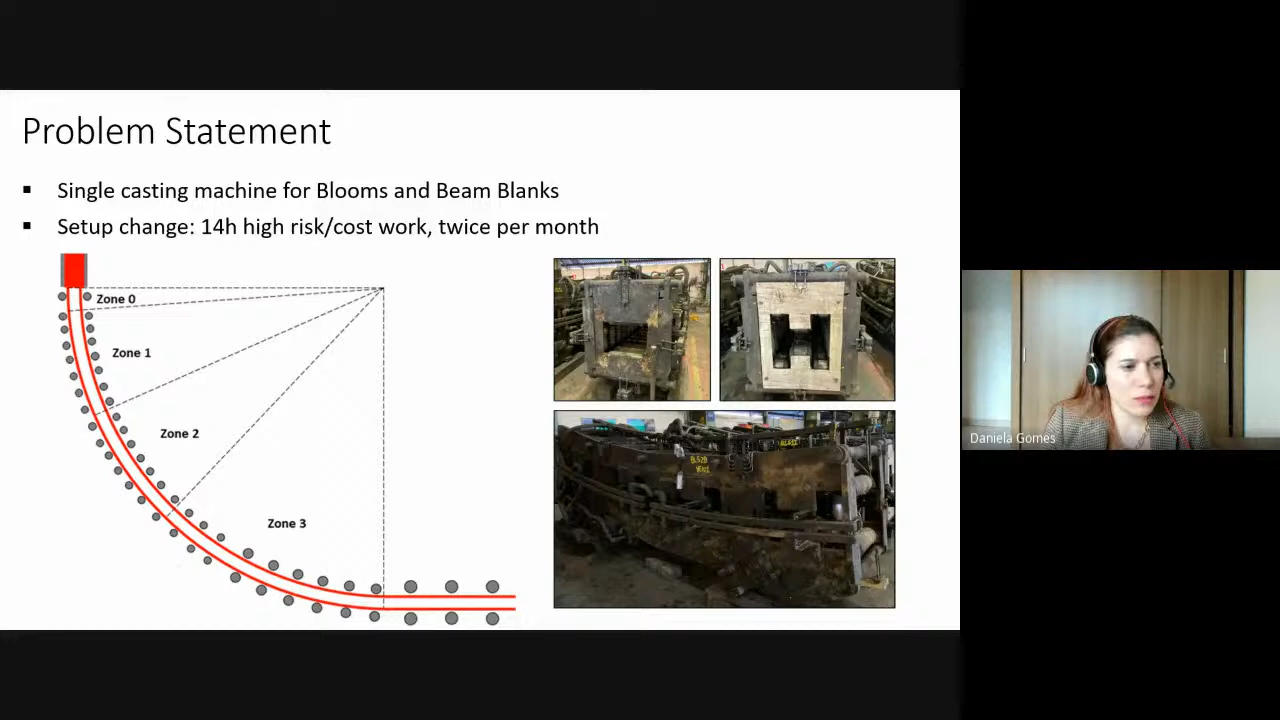 Problem Statement
▪ Single casting machine for Blooms and Beam Blanks
▪ Setup change: 14h high risk/cost work, twice per month
Zone 0
Zone 1
Zone 2
Zone 3
Daniela Gomes